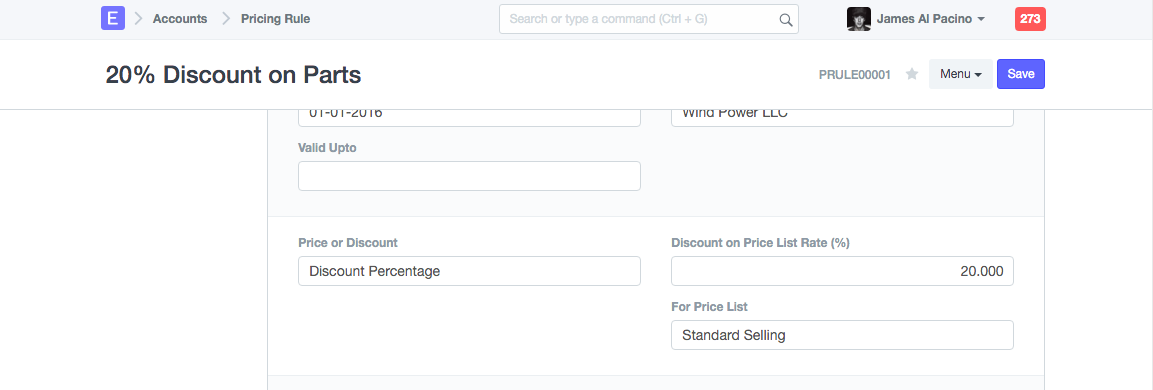 E Accounts Pricing Rule Search or type a command (Ctrl + G) James Al Pacino 273
20% Discount on Parts PRULE00001 Menu Save
01-01-2016 Wind Power LLC
Valid Upto
Price or Discount Discount on Price List Rate (%)
Discount Percentage 20.000
For Price List
Standard Selling